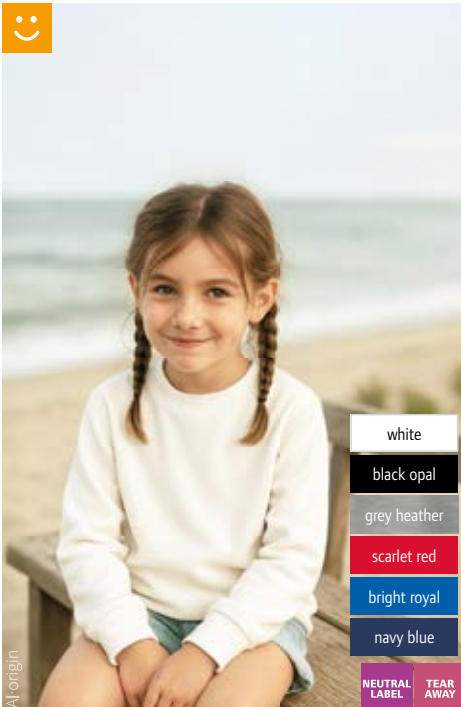 white
black opal
grey heather
scarlet red
bright royal
navy blue
NEUTRAL
LABEL
TEAR
AWAY
AI·origin